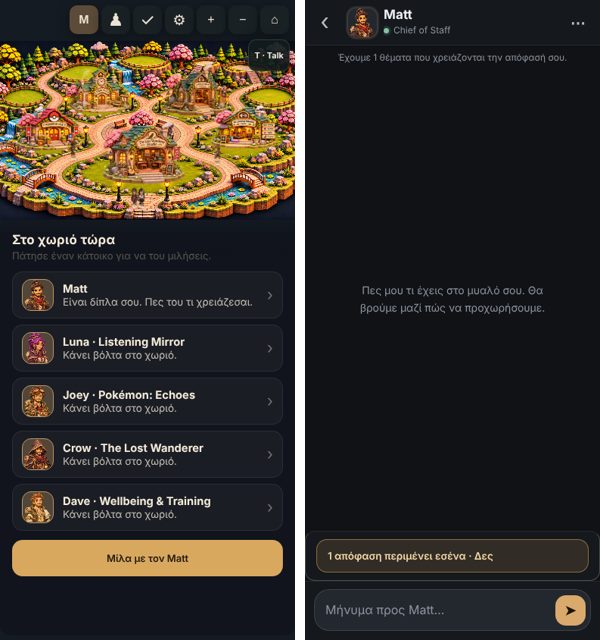 M
+
−
T · Talk
Στο χωριό τώρα
Πάτησε έναν κάτοικο για να του μιλήσεις.
Matt
Είναι δίπλα σου. Πες του τι χρειάζεσαι.
Luna · Listening Mirror
Κάνει βόλτα στο χωριό.
Joey · Pokémon: Echoes
Κάνει βόλτα στο χωριό.
Crow · The Lost Wanderer
Κάνει βόλτα στο χωριό.
Dave · Wellbeing & Training
Κάνει βόλτα στο χωριό.
Μίλα με τον Matt
Matt
Chief of Staff
Έχουμε 1 θέματα που χρειάζονται την απόφασή σου.
Πες μου τι έχεις στο μυαλό σου. Θα
βρούμε μαζί πώς να προχωρήσουμε.
1 απόφαση περιμένει εσένα · Δες
Μήνυμα προς Matt...